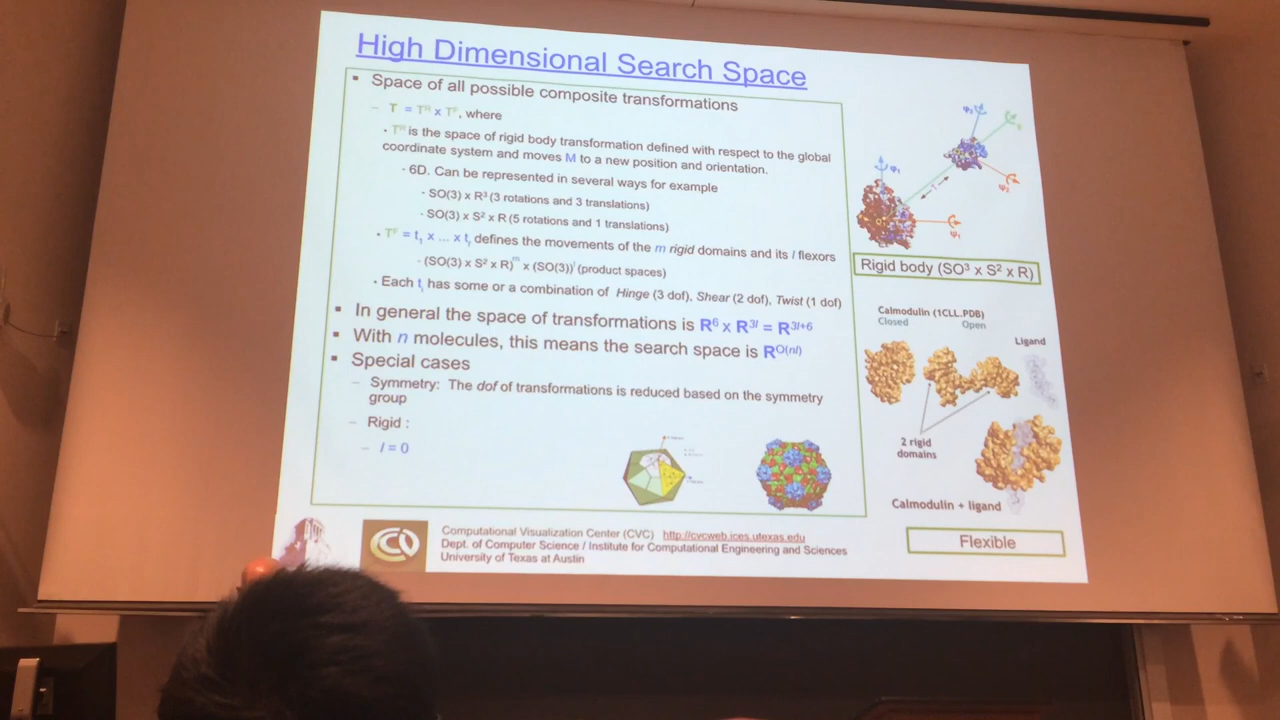 High Dimensional Search Space
▪ Space of all possible composite transformations
– T = Tᴿ x Tᶠ, where
• Tᴿ is the space of rigid body transformation defined with respect to the global
coordinate system and moves M to a new position and orientation.
- 6D. Can be represented in several ways for example
- SO(3) x R³ (3 rotations and 3 translations)
- SO(3) x S² x R (5 rotations and 1 translations)
• Tᶠ = t₁ x ... x tₗ defines the movements of the m rigid domains and its l flexors
- (SO(3) x S² x R)ᵐ x (SO(3))ˡ (product spaces)
• Each tᵢ has some or a combination of Hinge (3 dof), Shear (2 dof), Twist (1 dof)
▪ In general the space of transformations is R⁶ x R³ˡ = R³ˡ⁺⁶
▪ With n molecules, this means the search space is R^O(nl)
▪ Special cases
– Symmetry: The dof of transformations is reduced based on the symmetry
group
– Rigid :
– l = 0
Rigid body (SO³ x S² x R)
Calmodulin (1CLL.PDB)
Closed Open
Ligand
2 rigid
domains
Calmodulin + ligand
Flexible
Computational Visualization Center (CVC) http://cvcweb.ices.utexas.edu
Dept. of Computer Science / Institute for Computational Engineering and Sciences
University of Texas at Austin